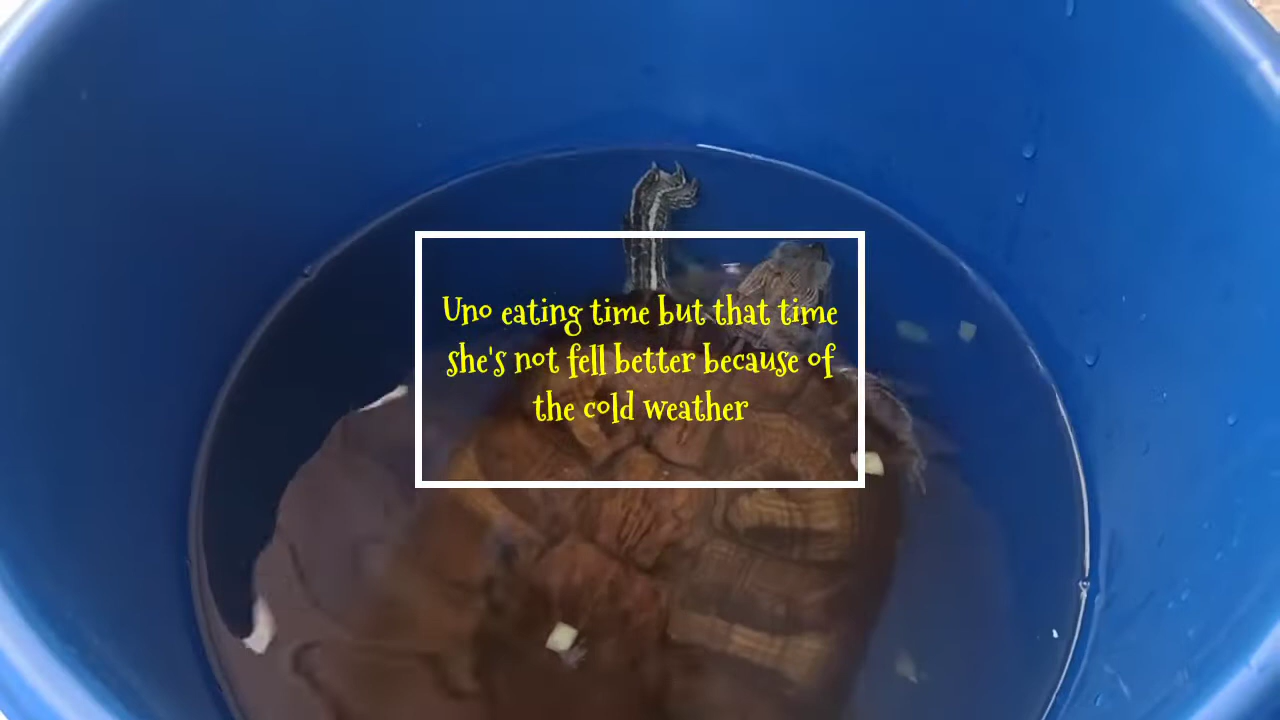 Uno eating time but that time
she's not fell better because of
the cold weather